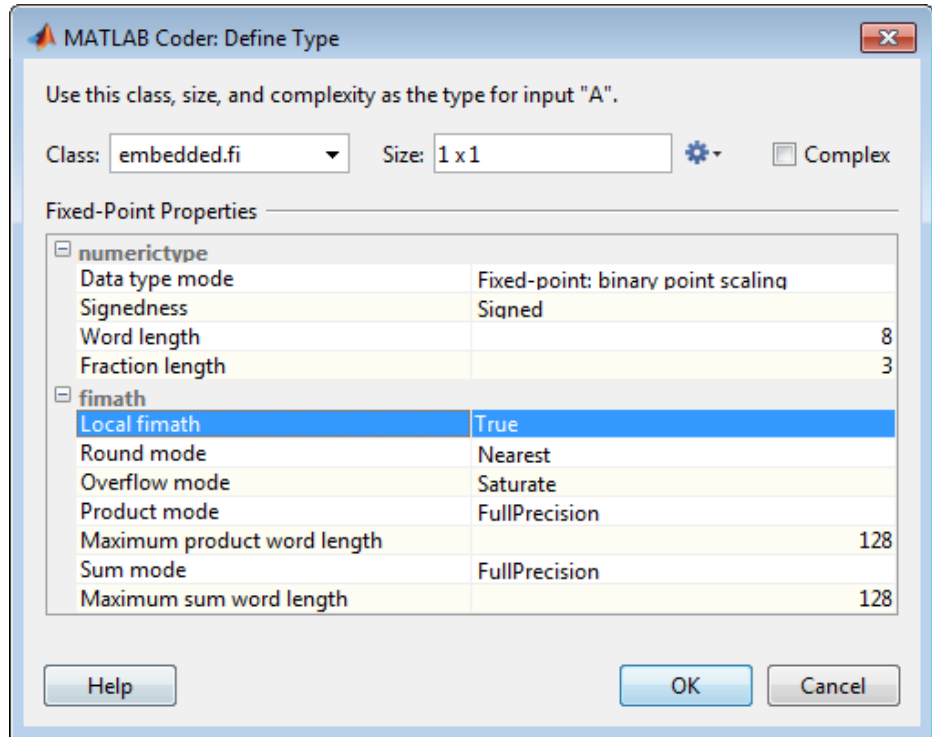 MATLAB Coder: Define Type
Use this class, size, and complexity as the type for input "A".
Class: embedded.fi Size: 1 x 1 Complex
Fixed-Point Properties
numerictype
Data type mode Fixed-point: binary point scaling
Signedness Signed
Word length 8
Fraction length 3
fimath
Local fimath True
Round mode Nearest
Overflow mode Saturate
Product mode FullPrecision
Maximum product word length 128
Sum mode FullPrecision
Maximum sum word length 128
Help OK Cancel